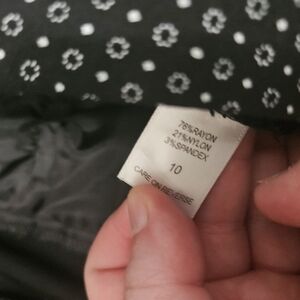 76%RAYON
21%NYLON
3%SPANDEX
10
CARE ON REVERSE